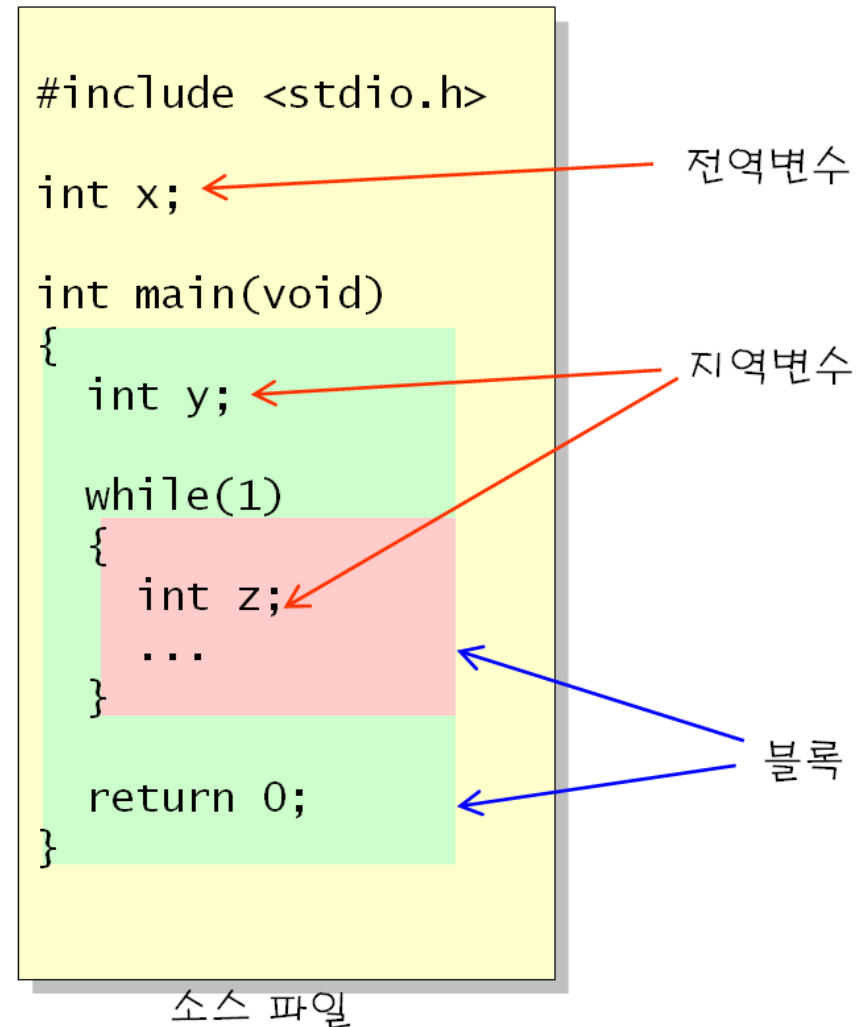 #include <stdio.h>
int x;
전역변수
int main(void)
{
int y;
지역변수
while(1)
{
int z;
...
}
블록
return 0;
}
소스 파일